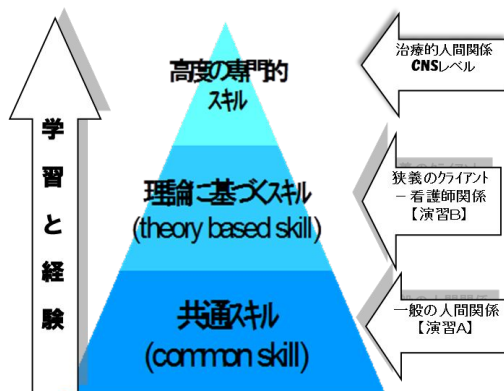 学習と経験
高度の専門的
スキル
治療的人間関係
CNSレベル
理論に基づくスキル
(theory based skill)
狭義のクライアント
－看護師関係
【演習B】
共通スキル
(common skill)
一般の人間関係
【演習A】